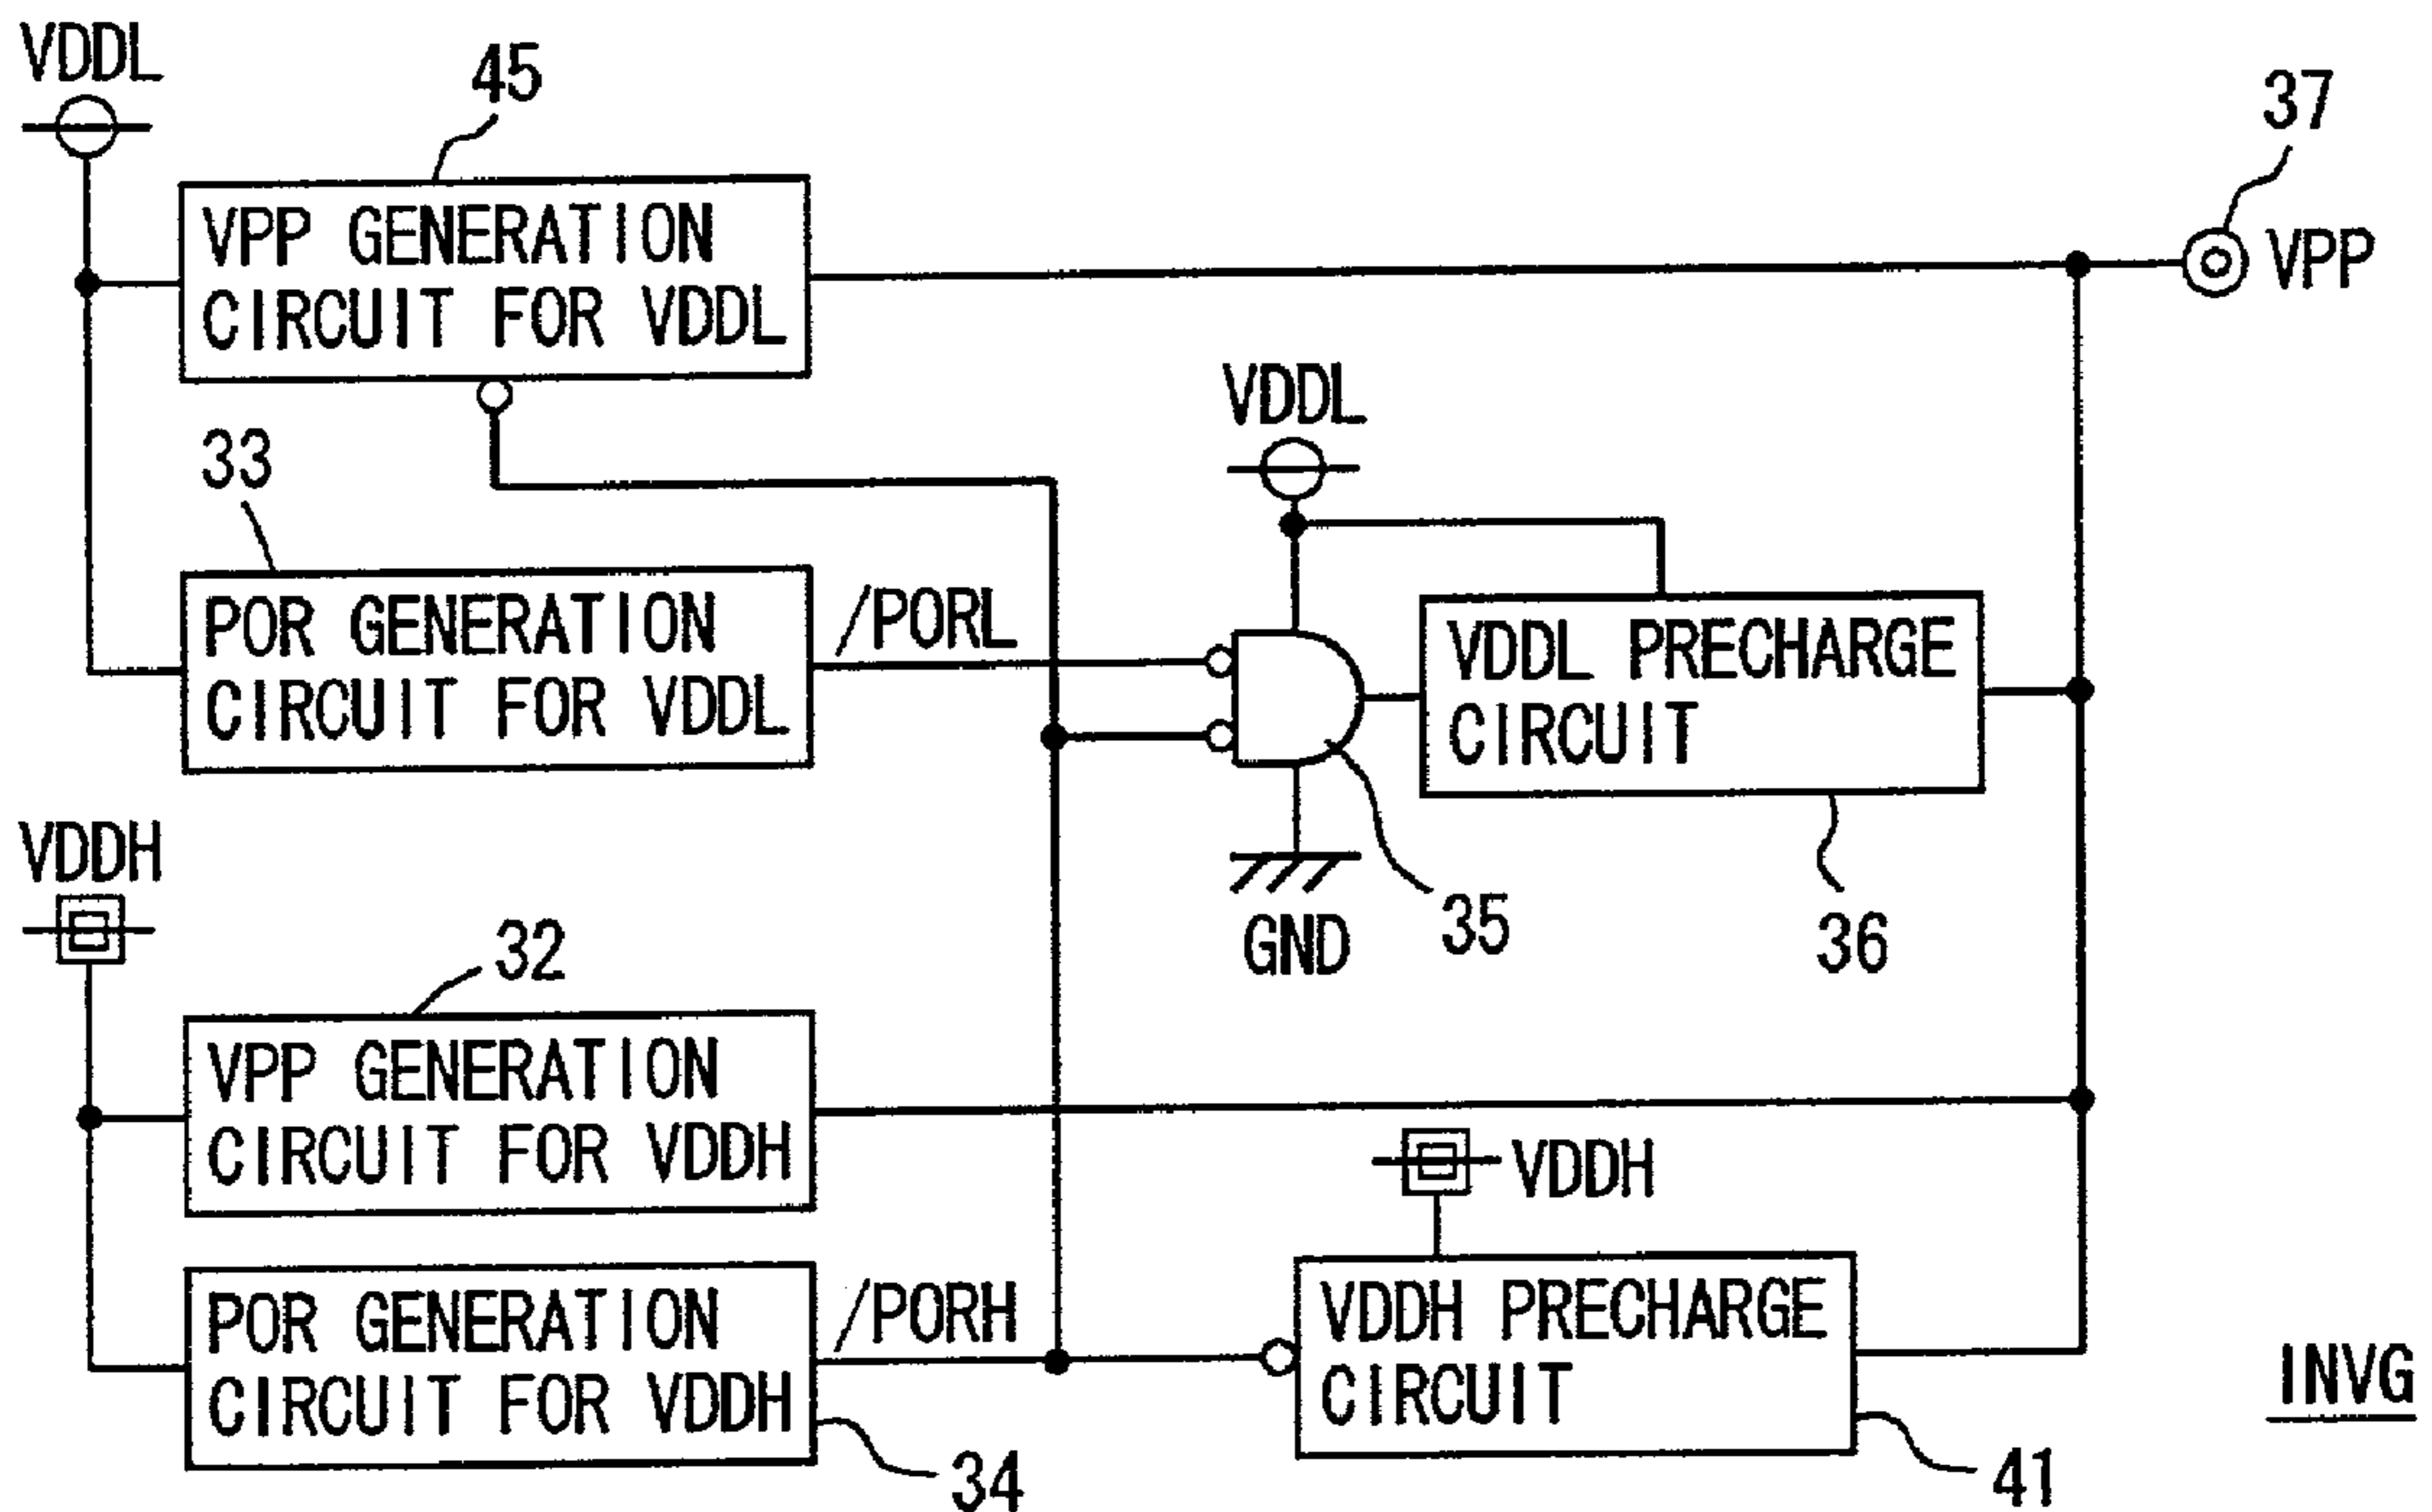 VDDL
45
37
VPP GENERATION
CIRCUIT FOR VDDL
VPP
VDDL
33
POR GENERATION
CIRCUIT FOR VDDL
/PORL
VDDL PRECHARGE
CIRCUIT
VDDH
32
GND
35
36
VPP GENERATION
CIRCUIT FOR VDDH
VDDH
POR GENERATION
CIRCUIT FOR VDDH
/PORH
VDDH PRECHARGE
CIRCUIT
INVG
34
41